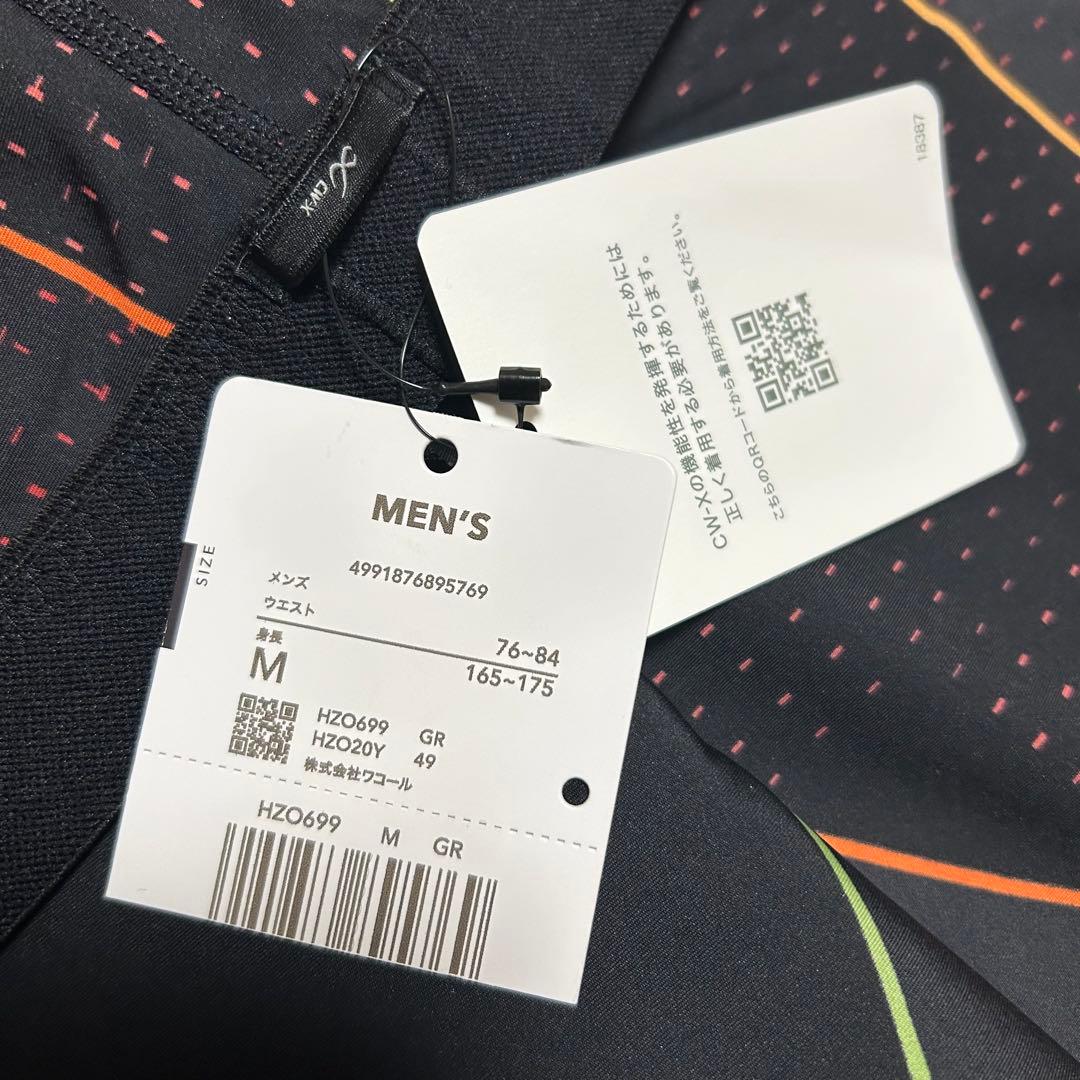 CW-X
18387
CW-Xの機能性を発揮するためには
正しく着用する必要があります。
こちらのQRコードから着用方法をご覧ください。
MEN'S
4991876895769
SIZE
メンズ
ウエスト 76~84
身長 165~175
M
HZO699 GR
HZO20Y 49
株式会社ワコール
HZO699 M GR